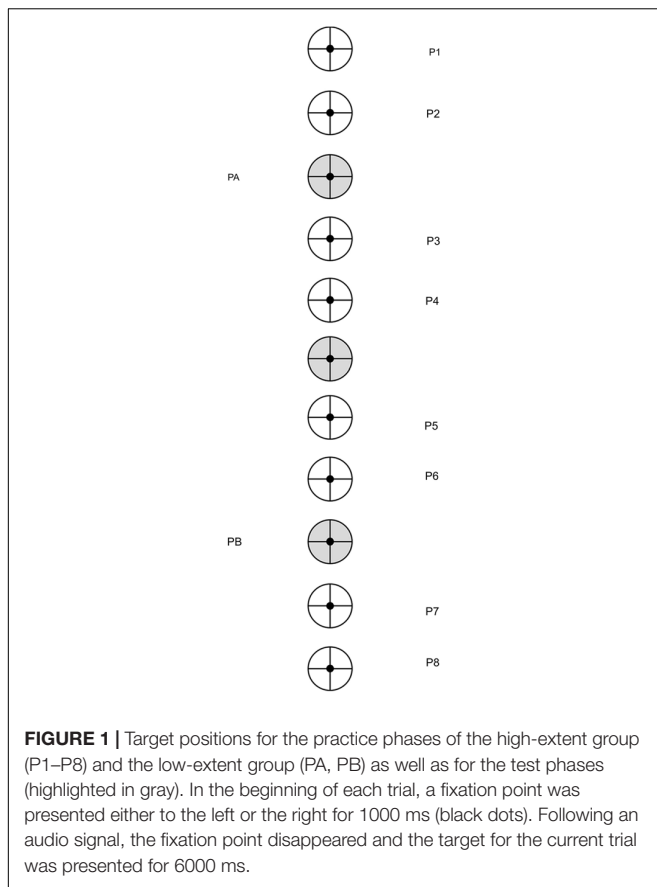 P1
P2
PA
P3
P4
P5
P6
PB
P7
P8
FIGURE 1 | Target positions for the practice phases of the high-extent group
(P1–P8) and the low-extent group (PA, PB) as well as for the test phases
(highlighted in gray). In the beginning of each trial, a fixation point was
presented either to the left or the right for 1000 ms (black dots). Following an
audio signal, the fixation point disappeared and the target for the current trial
was presented for 6000 ms.